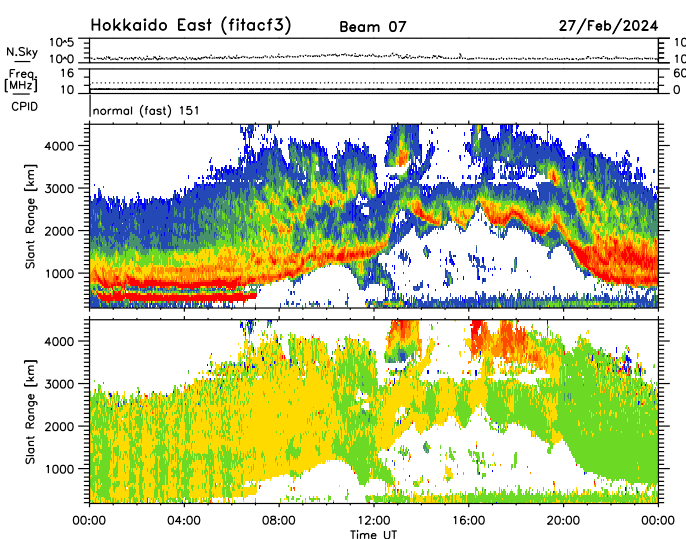 Hokkaido East (fitacf3) Beam 07 27/Feb/2024
N.Sky 10^5 10^0 10 10
Freq. [MHz] 16 10 60 0
CPID normal (fast) 151
Slant Range [km] 4000 3000 2000 1000
Slant Range [km] 4000 3000 2000 1000
00:00 04:00 08:00 12:00 16:00 20:00 00:00
Time UT